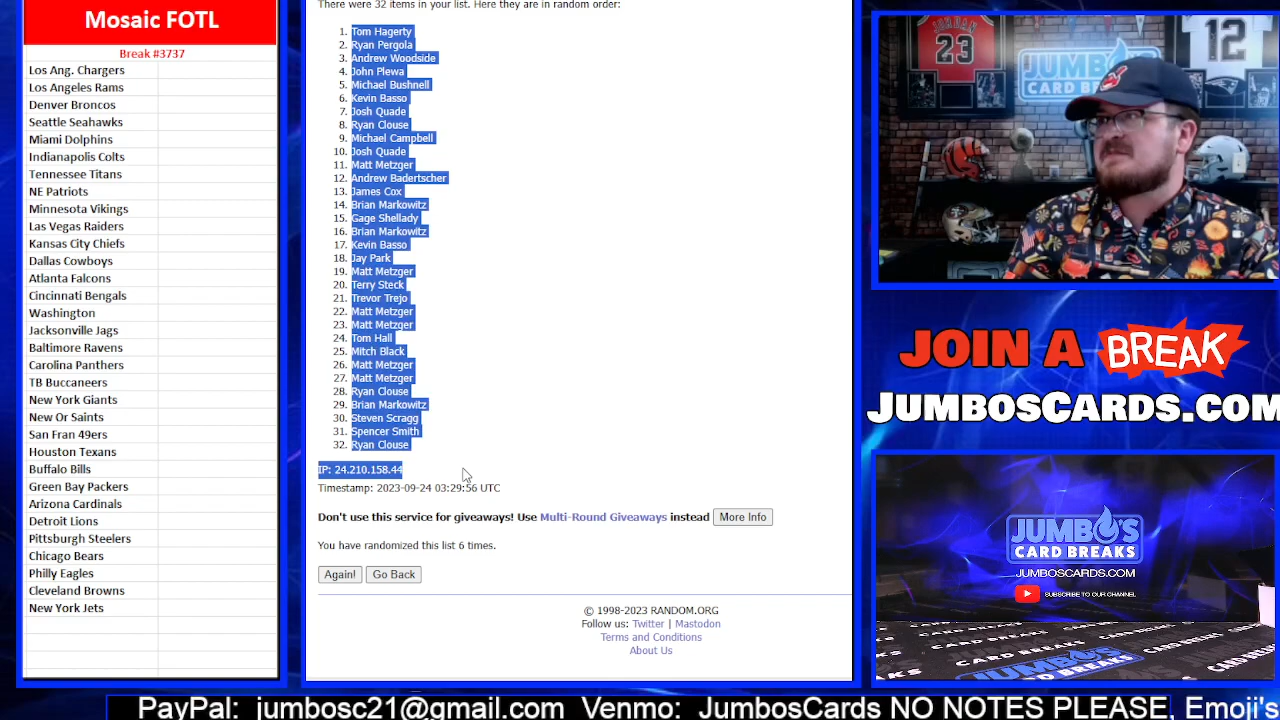 Mosaic FOTL
Break #3737
Los Ang. Chargers
Los Angeles Rams
Denver Broncos
Seattle Seahawks
Miami Dolphins
Indianapolis Colts
Tennessee Titans
NE Patriots
Minnesota Vikings
Las Vegas Raiders
Kansas City Chiefs
Dallas Cowboys
Atlanta Falcons
Cincinnati Bengals
Washington
Jacksonville Jags
Baltimore Ravens
Carolina Panthers
TB Buccaneers
New York Giants
New Or Saints
San Fran 49ers
Houston Texans
Buffalo Bills
Green Bay Packers
Arizona Cardinals
Detroit Lions
Pittsburgh Steelers
Chicago Bears
Philly Eagles
Cleveland Browns
New York Jets
There were 32 items in your list. Here they are in random order:
1. Tom Hagerty
2. Ryan Pergola
3. Andrew Woodside
4. John Plewa
5. Michael Bushnell
6. Kevin Basso
7. Josh Quade
8. Ryan Clouse
9. Michael Campbell
10. Josh Quade
11. Matt Metzger
12. Andrew Badertscher
13. James Cox
14. Brian Markowitz
15. Gage Shellady
16. Brian Markowitz
17. Kevin Basso
18. Jay Park
19. Matt Metzger
20. Terry Steck
21. Trevor Trejo
22. Matt Metzger
23. Matt Metzger
24. Tom Hall
25. Mitch Black
26. Matt Metzger
27. Matt Metzger
28. Ryan Clouse
29. Brian Markowitz
30. Steven Scragg
31. Spencer Smith
32. Ryan Clouse
IP: 24.210.158.44
Timestamp: 2023-09-24 03:29:56 UTC
Don't use this service for giveaways! Use Multi-Round Giveaways instead More Info
You have randomized this list 6 times.
Again! Go Back
© 1998-2023 RANDOM.ORG
Follow us: Twitter | Mastodon
Terms and Conditions
About Us
JORDAN
23
12
JUMBO'S
CARD BREAKS
JOIN A BREAK
JUMBOSCARDS.COM
JUMBO'S
CARD BREAKS
JUMBOSCARDS.COM
SUBSCRIBE TO OUR CHANNEL
JUMBO'S
CARD BREAKS
PayPal: jumbosc21@gmail.com Venmo: JumbosCards NO NOTES PLEASE, Emoji's